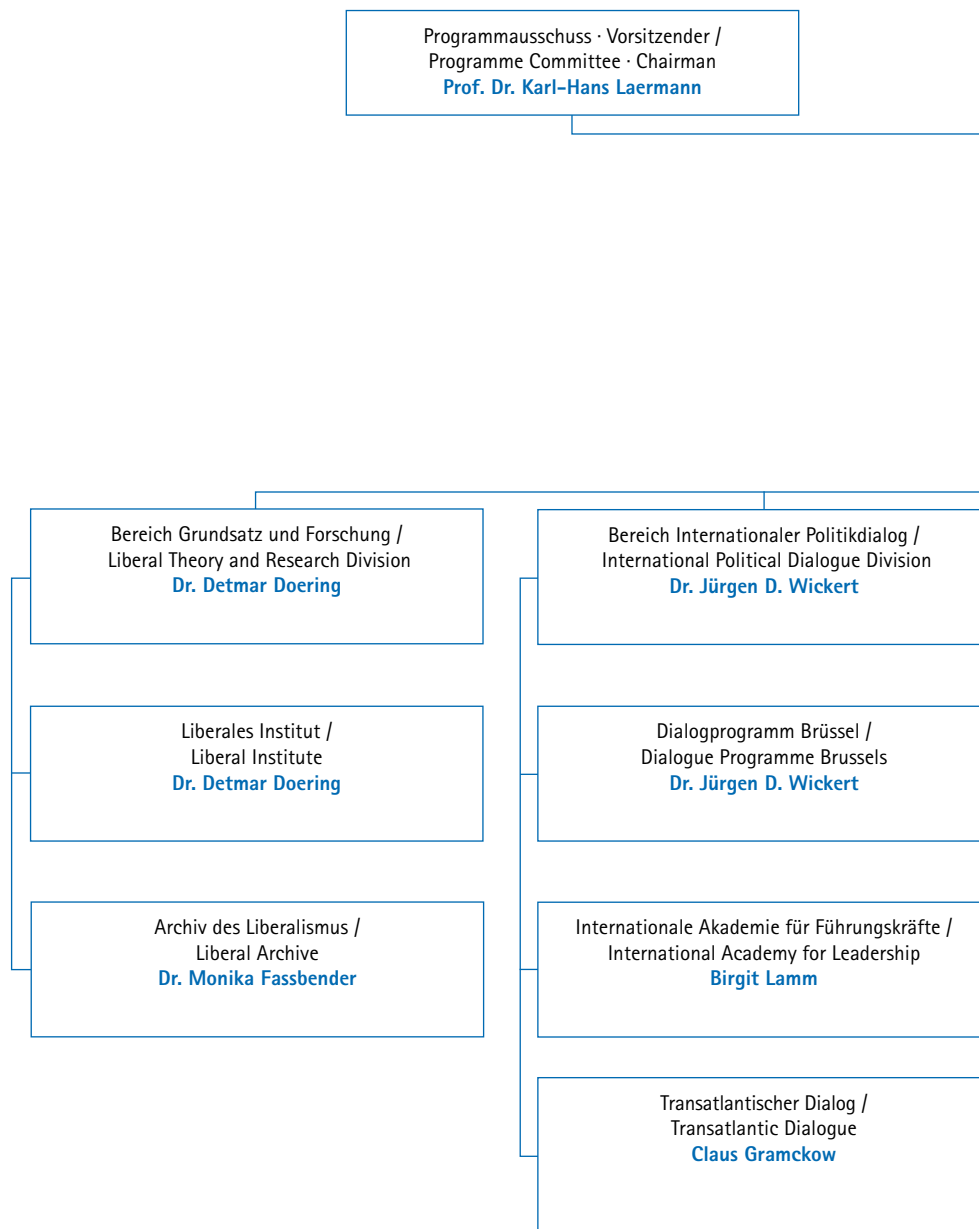 Programmausschuss · Vorsitzender /
Programme Committee · Chairman
Prof. Dr. Karl-Hans Laermann
Bereich Grundsatz und Forschung /
Liberal Theory and Research Division
Dr. Detmar Doering
Liberales Institut /
Liberal Institute
Dr. Detmar Doering
Archiv des Liberalismus /
Liberal Archive
Dr. Monika Fassbender
Bereich Internationaler Politikdialog /
International Political Dialogue Division
Dr. Jürgen D. Wickert
Dialogprogramm Brüssel /
Dialogue Programme Brussels
Dr. Jürgen D. Wickert
Internationale Akademie für Führungskräfte /
International Academy for Leadership
Birgit Lamm
Transatlantischer Dialog /
Transatlantic Dialogue
Claus Gramckow